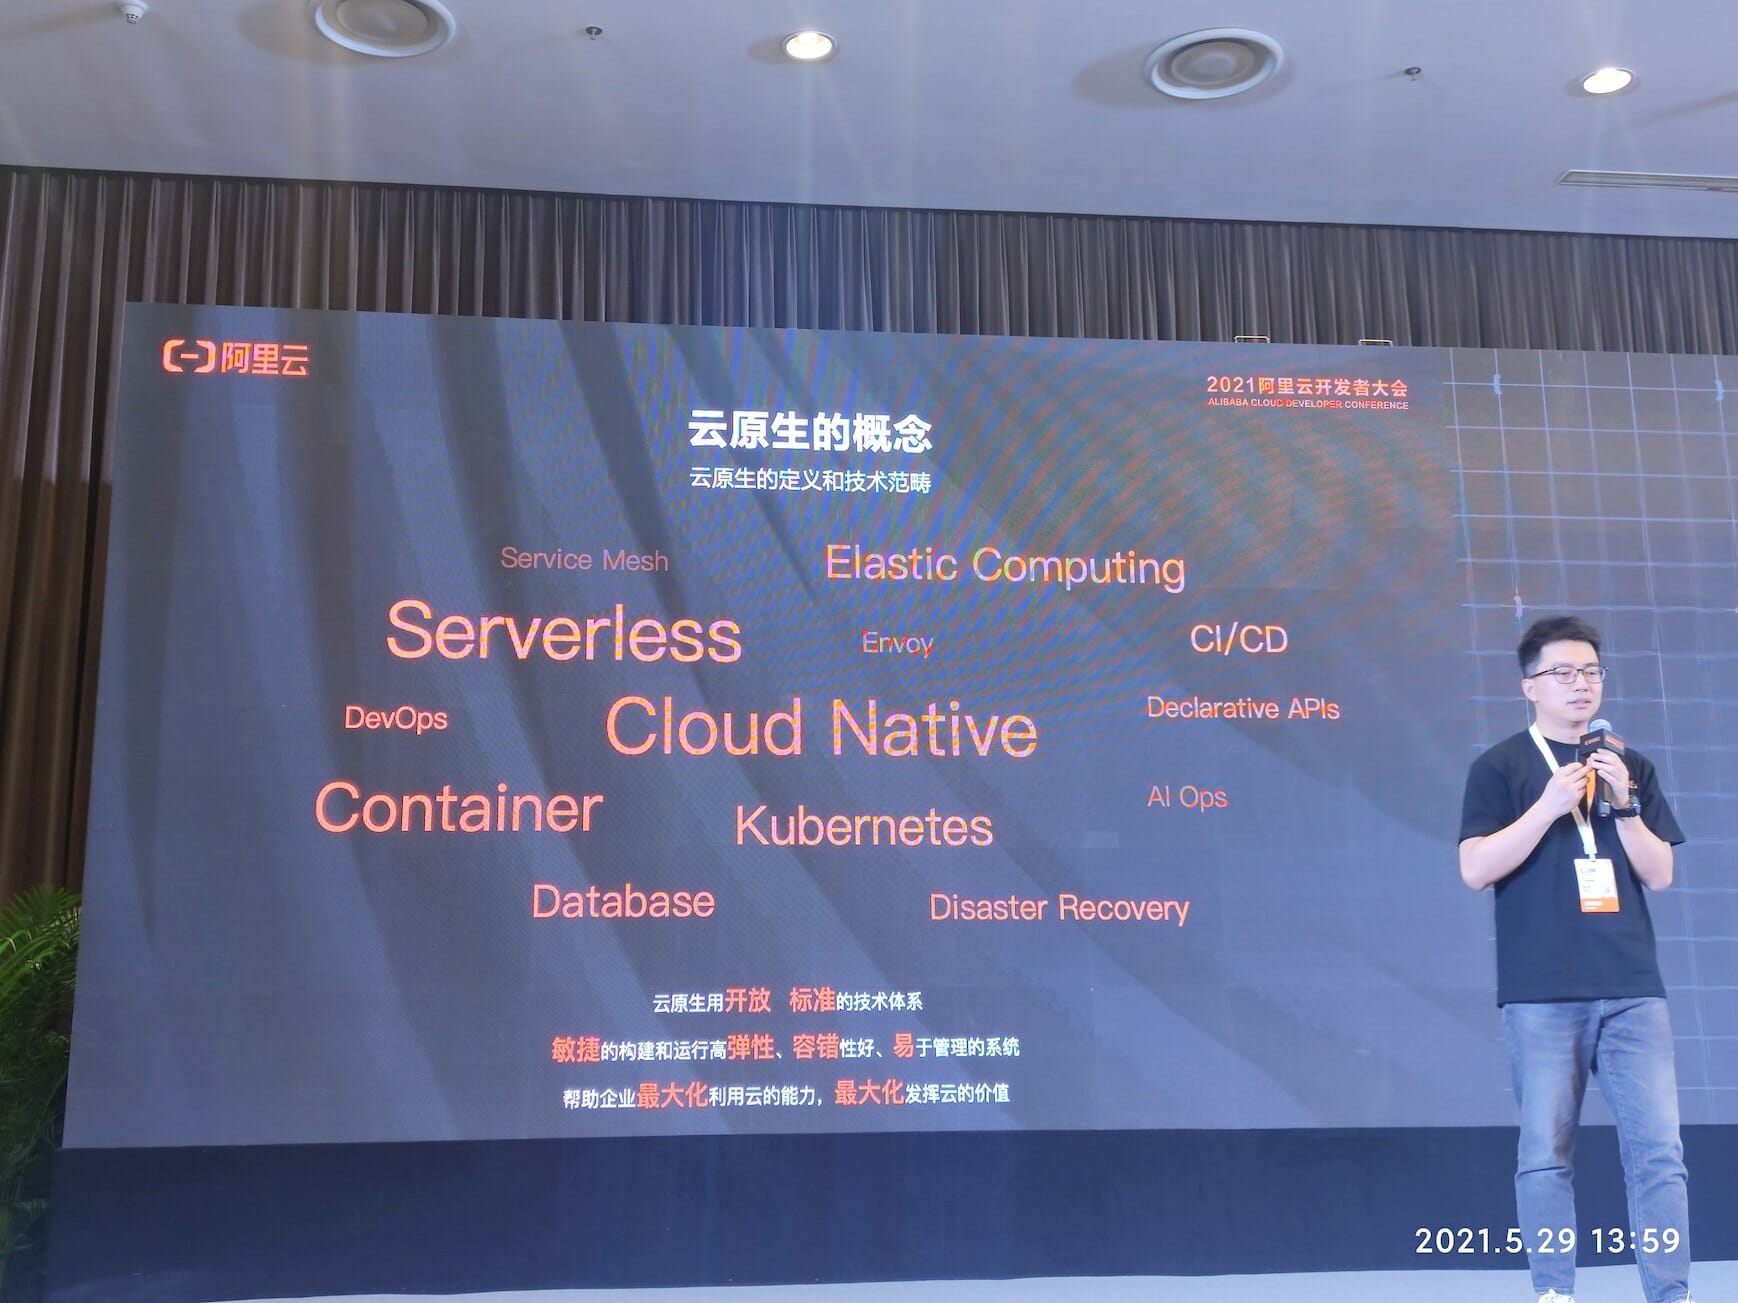 阿里云
2021阿里云开发者大会
ALIBABA CLOUD DEVELOPER CONFERENCE
云原生的概念
云原生的定义和技术范畴
Service Mesh
Elastic Computing
Serverless
Envoy
CI/CD
DevOps
Cloud Native
Declarative APIs
Container
Kubernetes
AI Ops
Database
Disaster Recovery
云原生用开放 标准的技术体系
敏捷的构建和运行高弹性、容错性好、易于管理的系统
帮助企业最大化利用云的能力，最大化发挥云的价值
2021.5.29 13:59